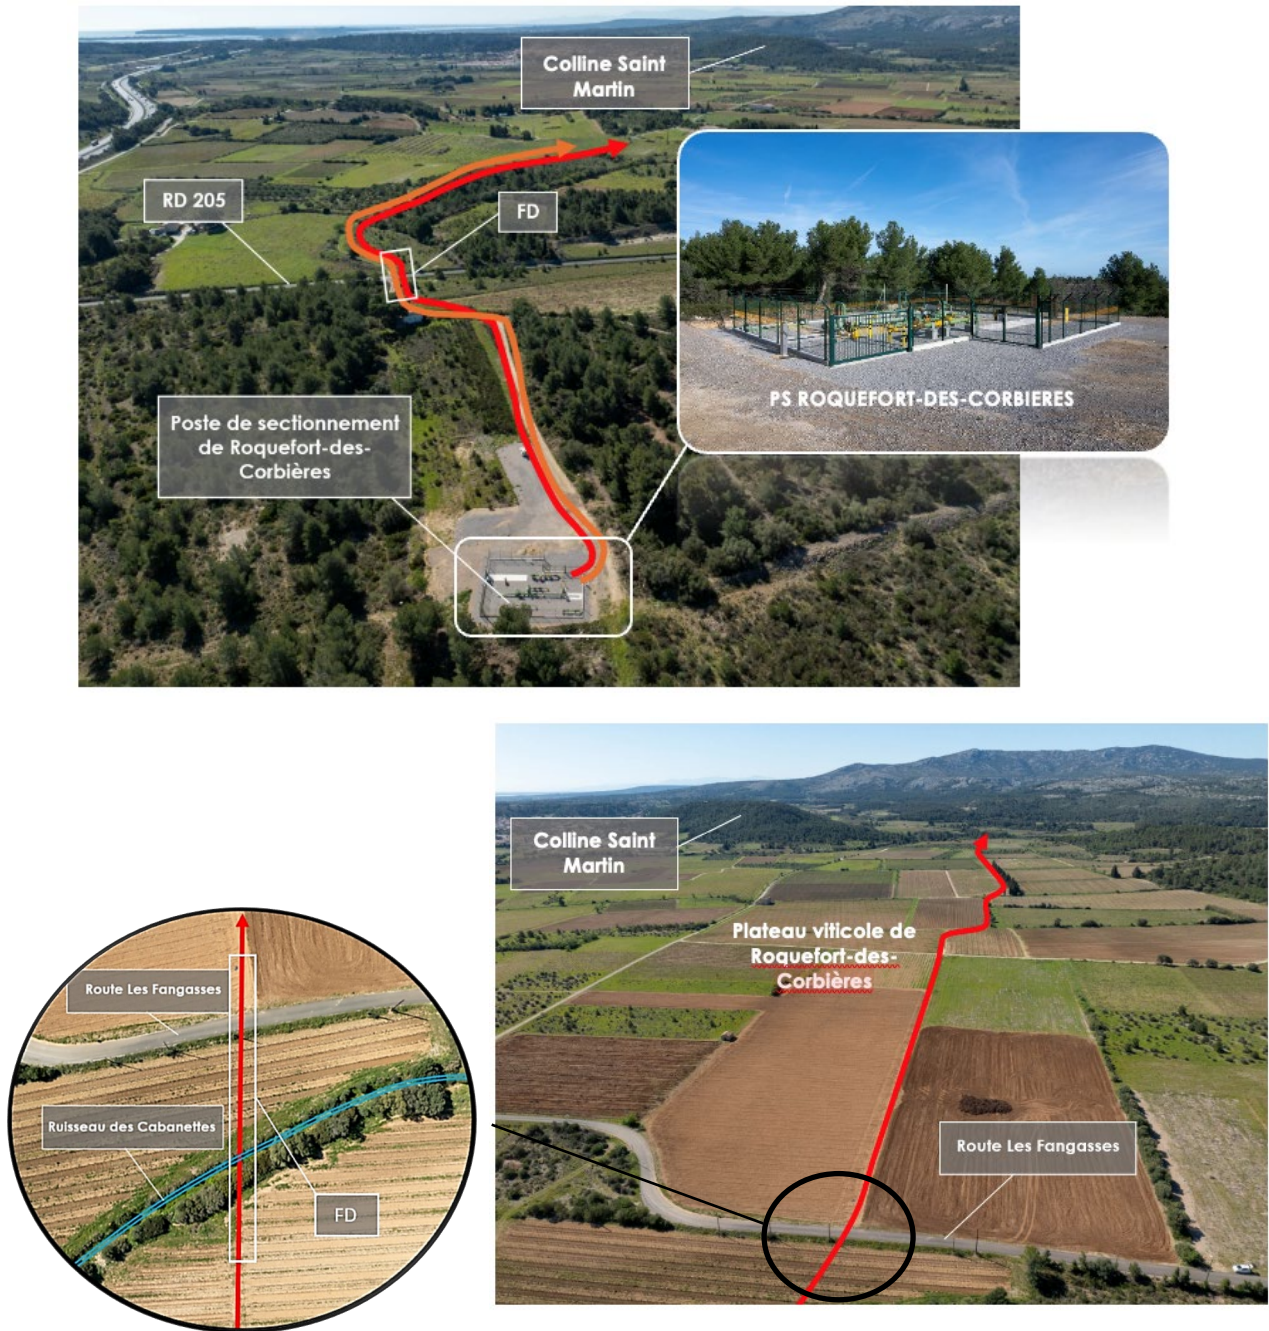 Colline Saint
Martin
RD 205
FD
Poste de sectionnement
de Roquefort-des-
Corbières
PS ROQUEFORT-DES-CORBIERES
Colline Saint
Martin
Plateau viticole de
Roquefort-des-
Corbières
Route Les Fangasses
Route Les Fangasses
Ruisseau des Cabanettes
FD